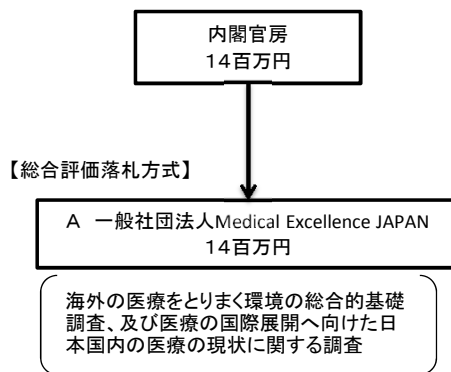 内閣官房
14百万円
【総合評価落札方式】
A 一般社団法人Medical Excellence JAPAN
14百万円
海外の医療をとりまく環境の総合的基礎
調査、及び医療の国際展開へ向けた日
本国内の医療の現状に関する調査